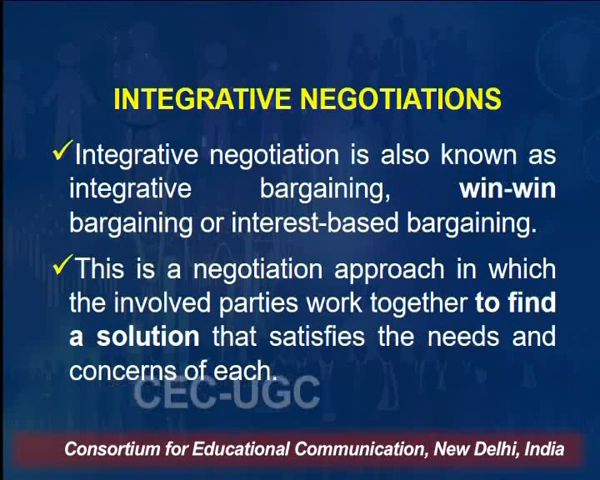 INTEGRATIVE NEGOTIATIONS
✓Integrative negotiation is also known as
integrative bargaining, win-win
bargaining or interest-based bargaining.
✓This is a negotiation approach in which
the involved parties work together to find
a solution that satisfies the needs and
concerns of each.
CEC-UGC
Consortium for Educational Communication, New Delhi, India